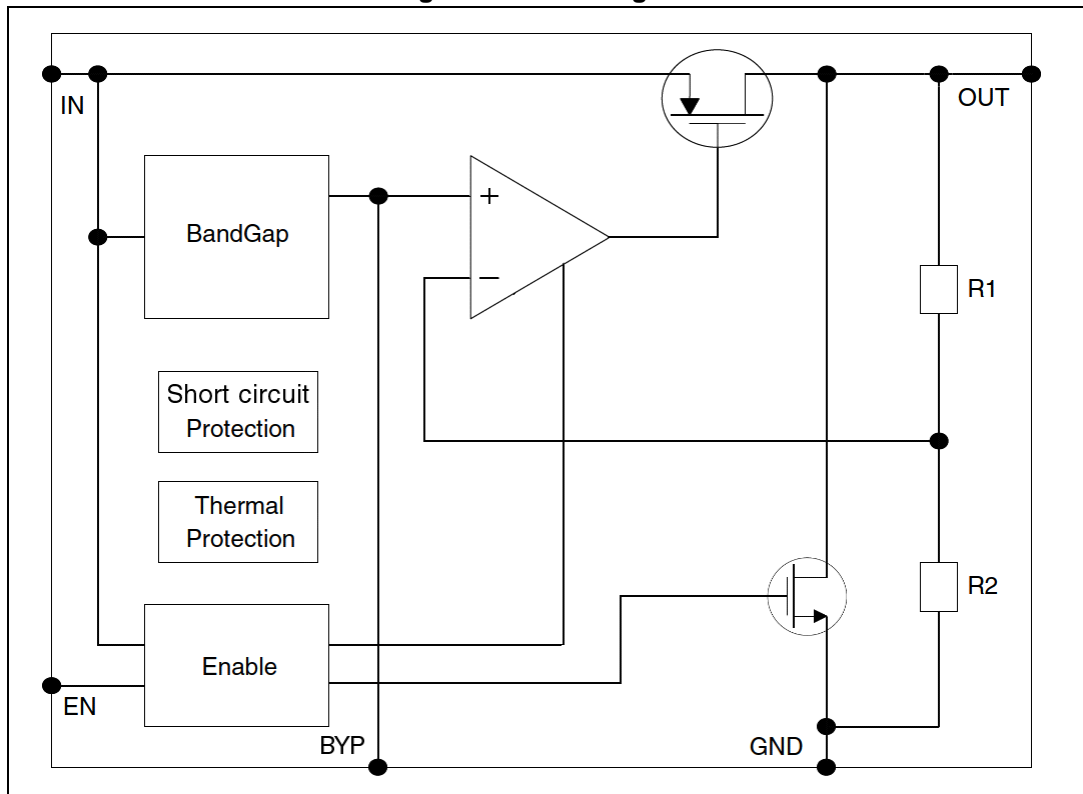 IN
OUT
BandGap
+
−
R1
Short circuit
Protection
Thermal
Protection
R2
Enable
EN
BYP
GND